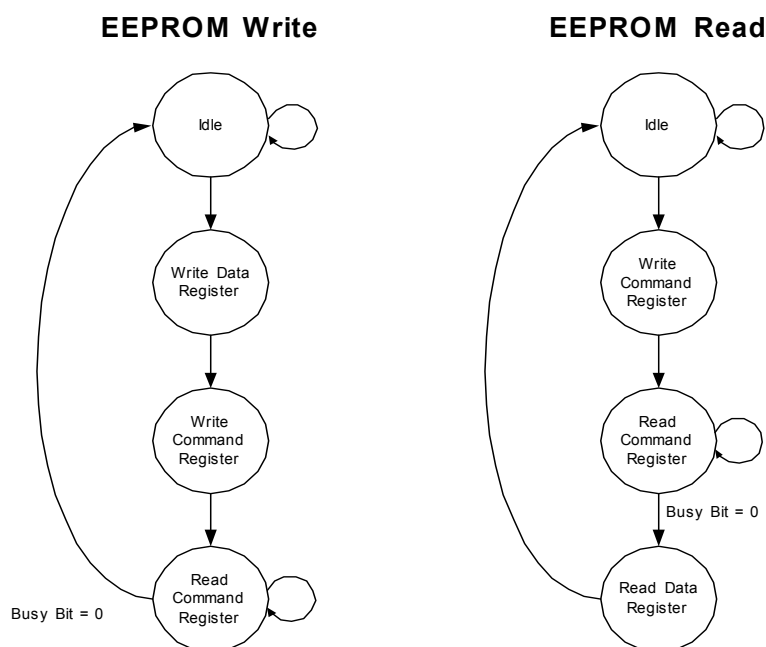 EEPROM Write
Idle
Write Data
Register
Write
Command
Register
Read
Command
Register
Busy Bit = 0
EEPROM Read
Idle
Write
Command
Register
Read
Command
Register
Busy Bit = 0
Read Data
Register